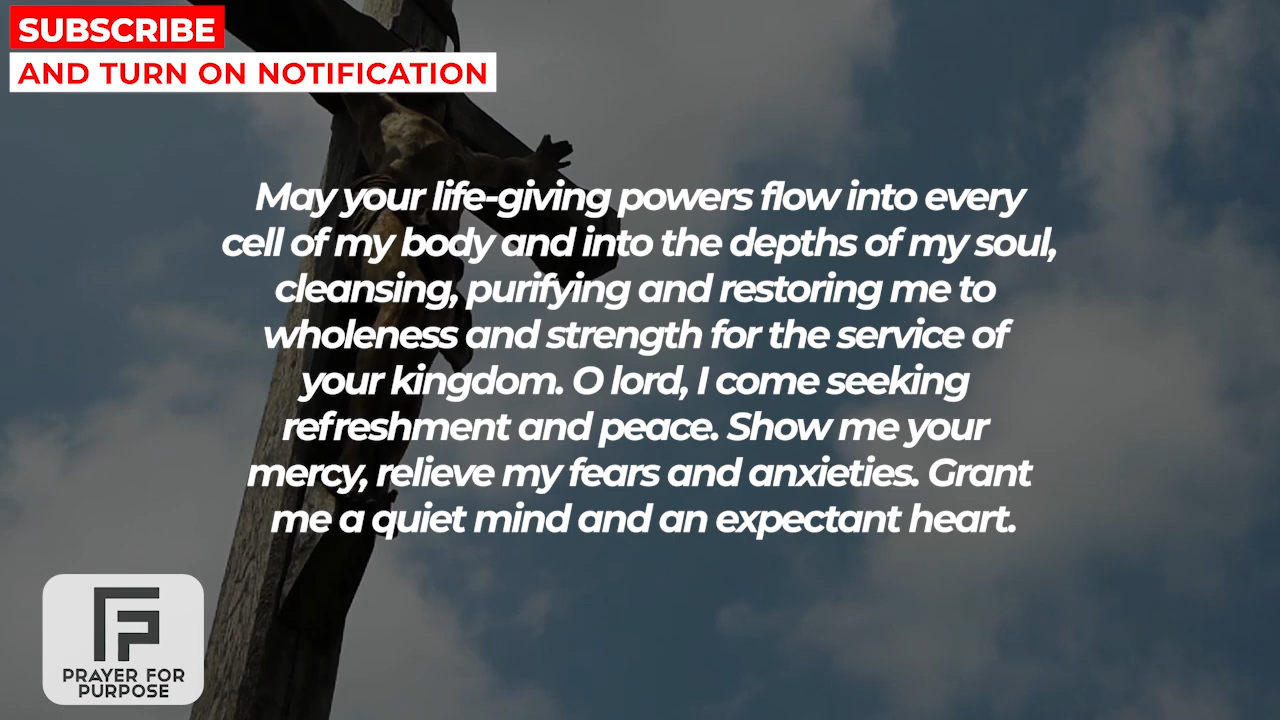 SUBSCRIBE
AND TURN ON NOTIFICATION
May your life-giving powers flow into every
cell of my body and into the depths of my soul,
cleansing, purifying and restoring me to
wholeness and strength for the service of
your kingdom. O lord, I come seeking
refreshment and peace. Show me your
mercy, relieve my fears and anxieties. Grant
me a quiet mind and an expectant heart.
PRAYER FOR
PURPOSE